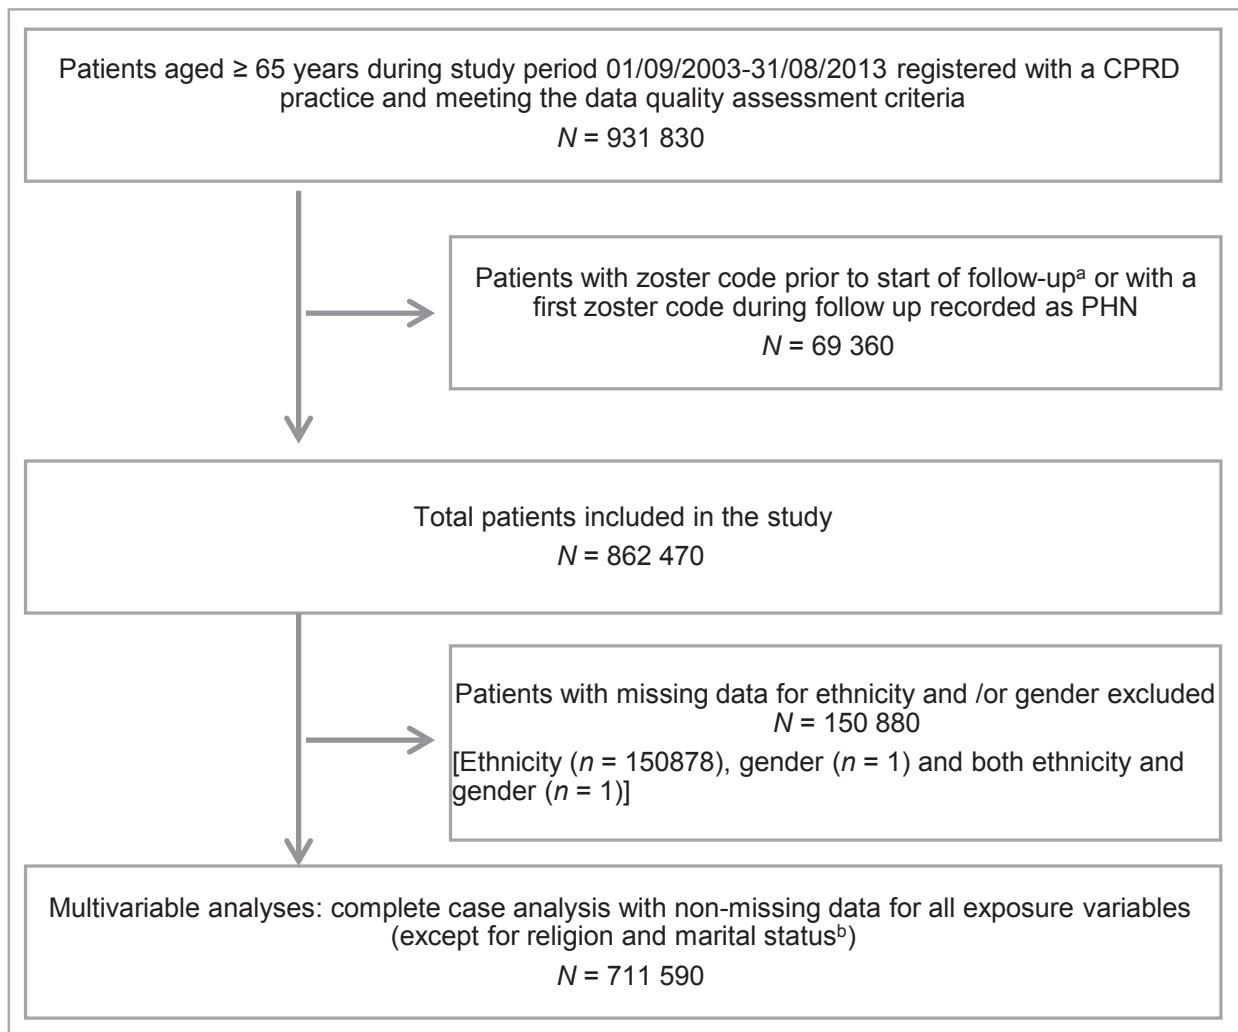 Patients aged ≥ 65 years during study period 01/09/2003-31/08/2013 registered with a CPRD
practice and meeting the data quality assessment criteria
N = 931 830
Patients with zoster code prior to start of follow-upᵃ or with a
first zoster code during follow up recorded as PHN
N = 69 360
Total patients included in the study
N = 862 470
Patients with missing data for ethnicity and /or gender excluded
N = 150 880
[Ethnicity (n = 150878), gender (n = 1) and both ethnicity and
gender (n = 1)]
Multivariable analyses: complete case analysis with non-missing data for all exposure variables
(except for religion and marital statusᵇ)
N = 711 590